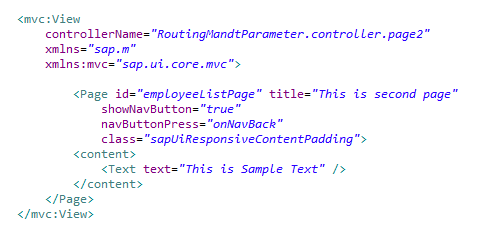 <mvc:View
controllerName="RoutingMandtParameter.controller.page2"
xmlns="sap.m"
xmlns:mvc="sap.ui.core.mvc">
<Page id="employeeListPage" title="This is second page"
showNavButton="true"
navButtonPress="onNavBack"
class="sapUiResponsiveContentPadding">
<content>
<Text text="This is Sample Text" />
</content>
</Page>
</mvc:View>